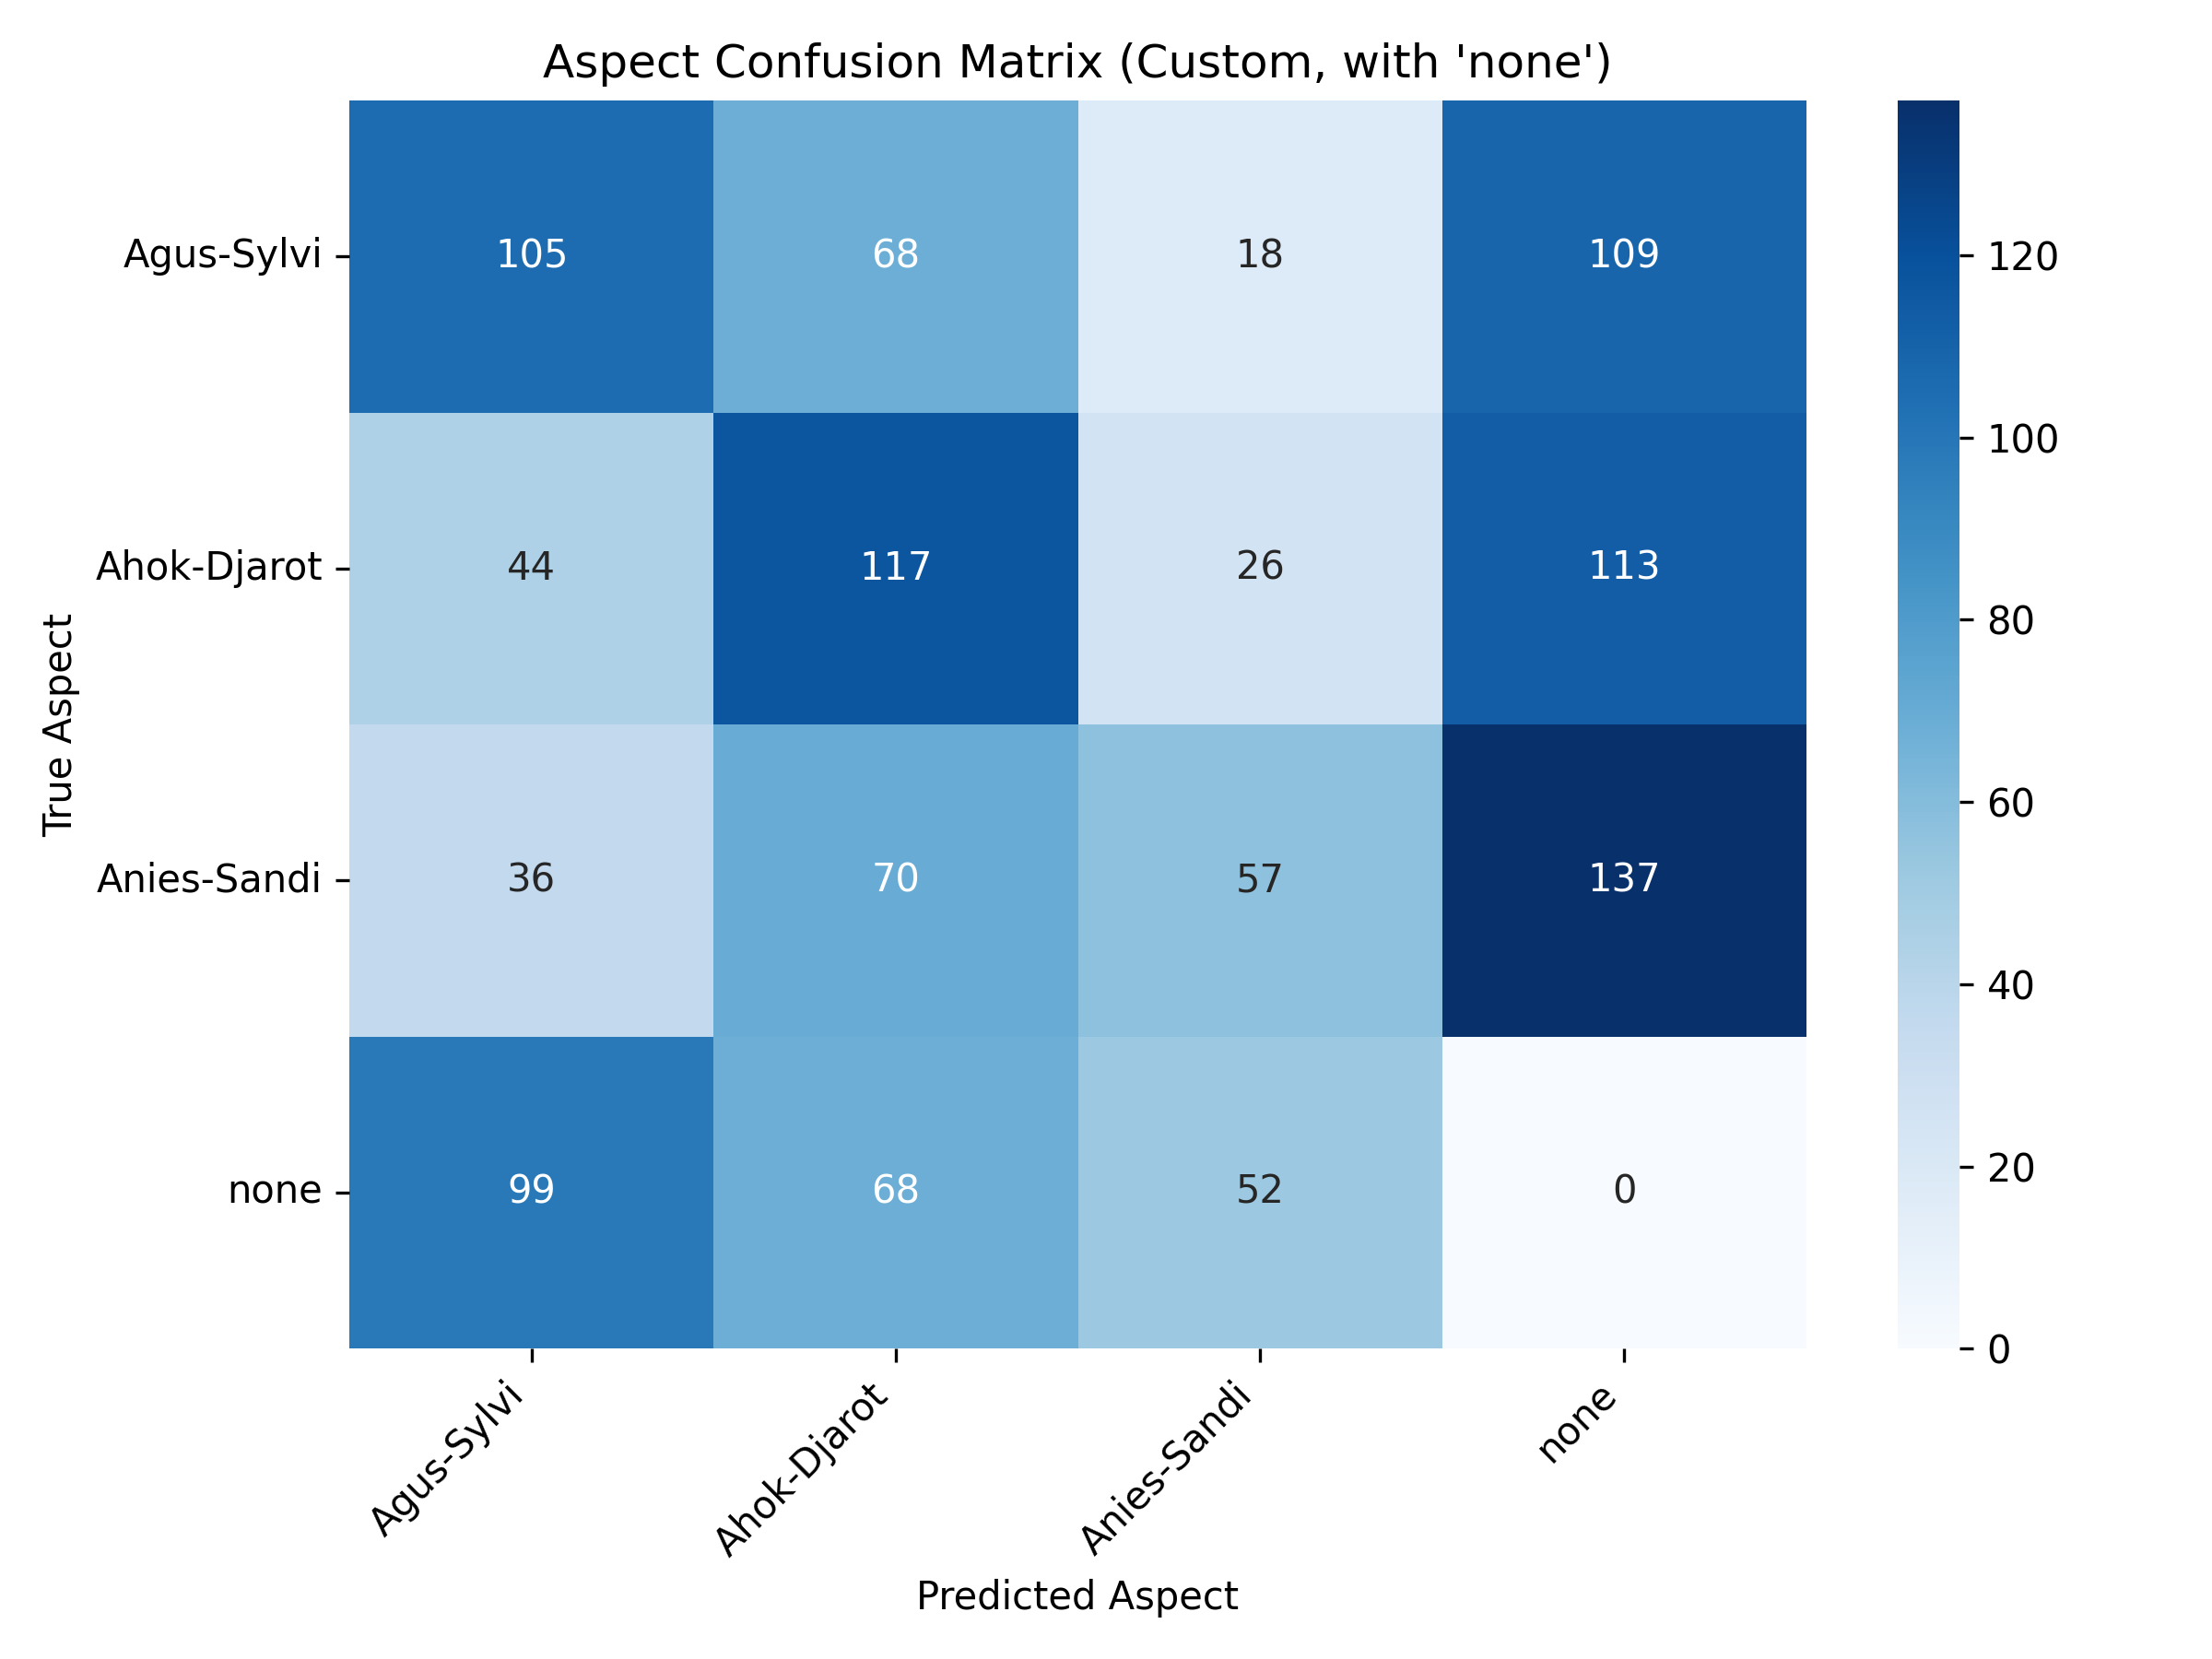 Aspect Confusion Matrix (Custom, with 'none')
True Aspect
Agus-Sylvi 105 68 18 109
Ahok-Djarot 44 117 26 113
Anies-Sandi 36 70 57 137
none 99 68 52 0
Agus-Sylvi Ahok-Djarot Anies-Sandi none
Predicted Aspect
120
100
80
60
40
20
0